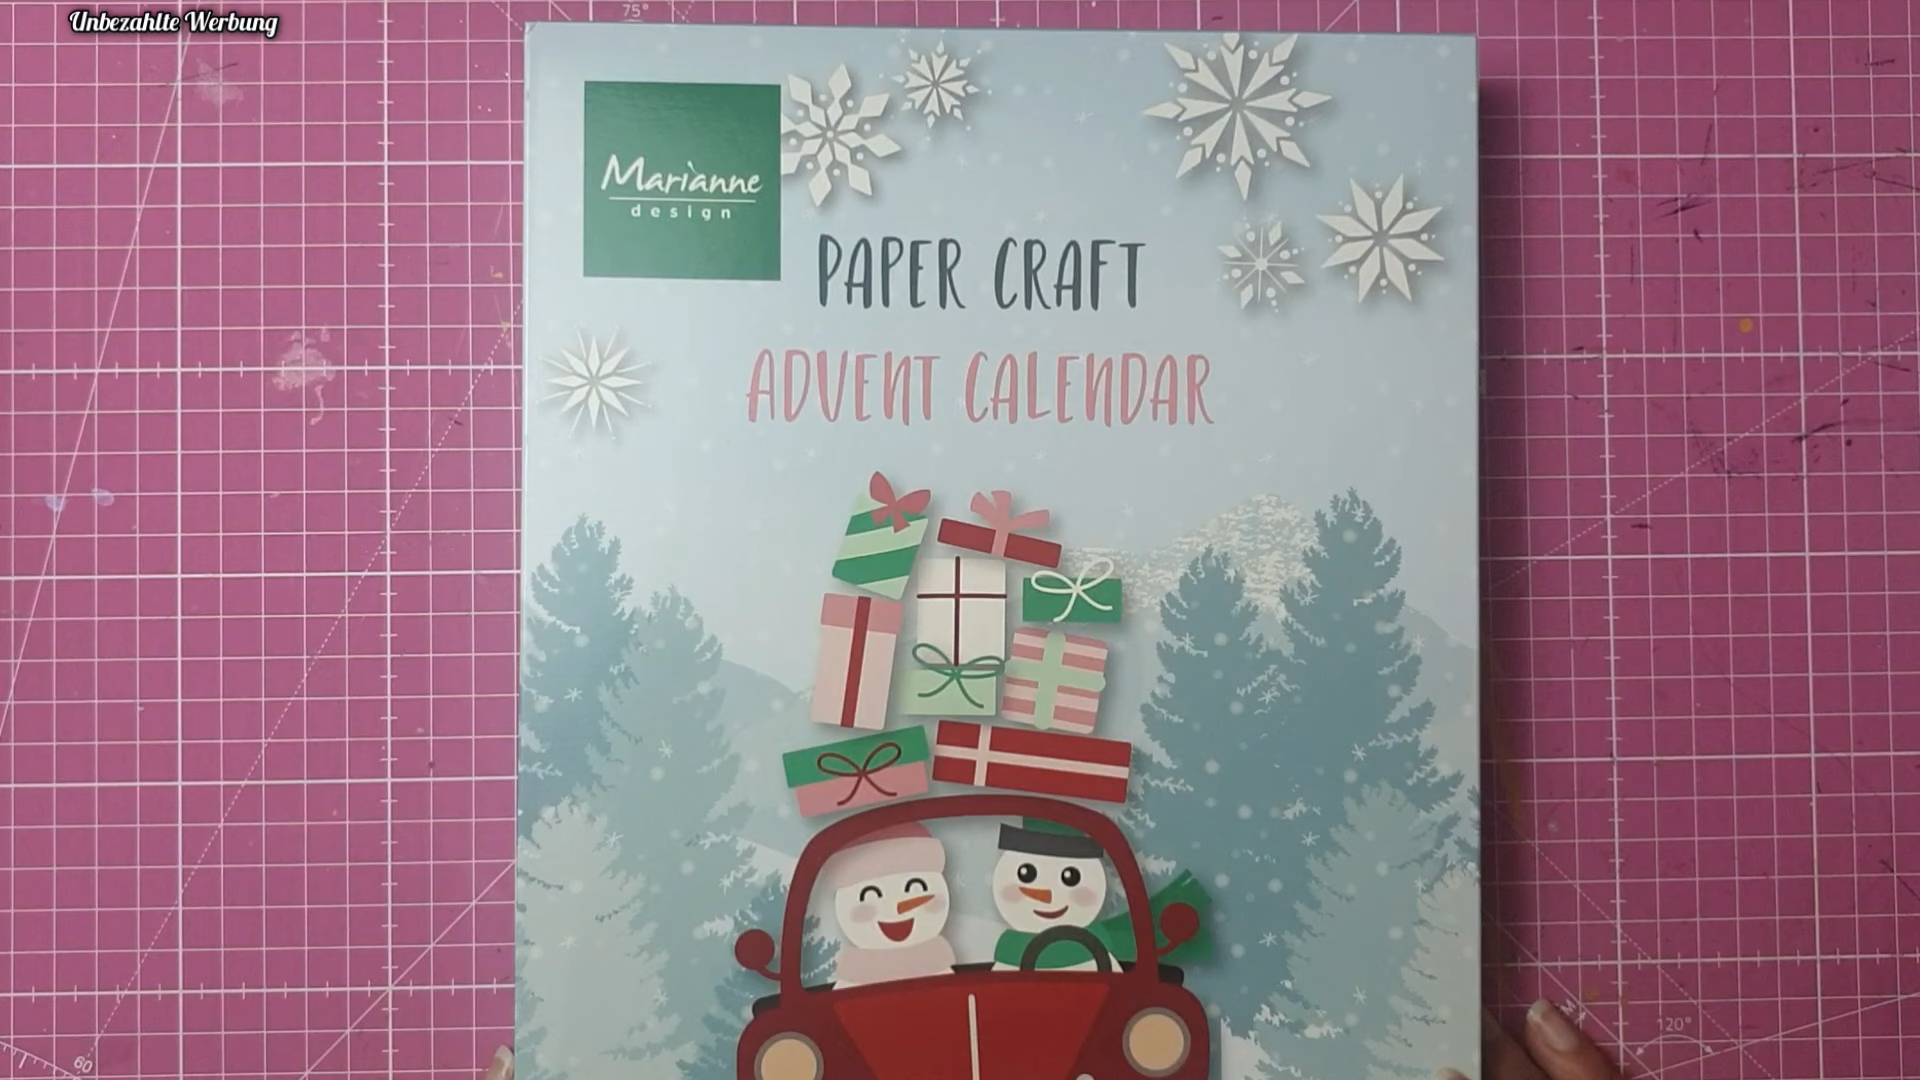 Unbezahlte Werbung
75°
Marianne
design
PAPER CRAFT
ADVENT CALENDAR
120°
60